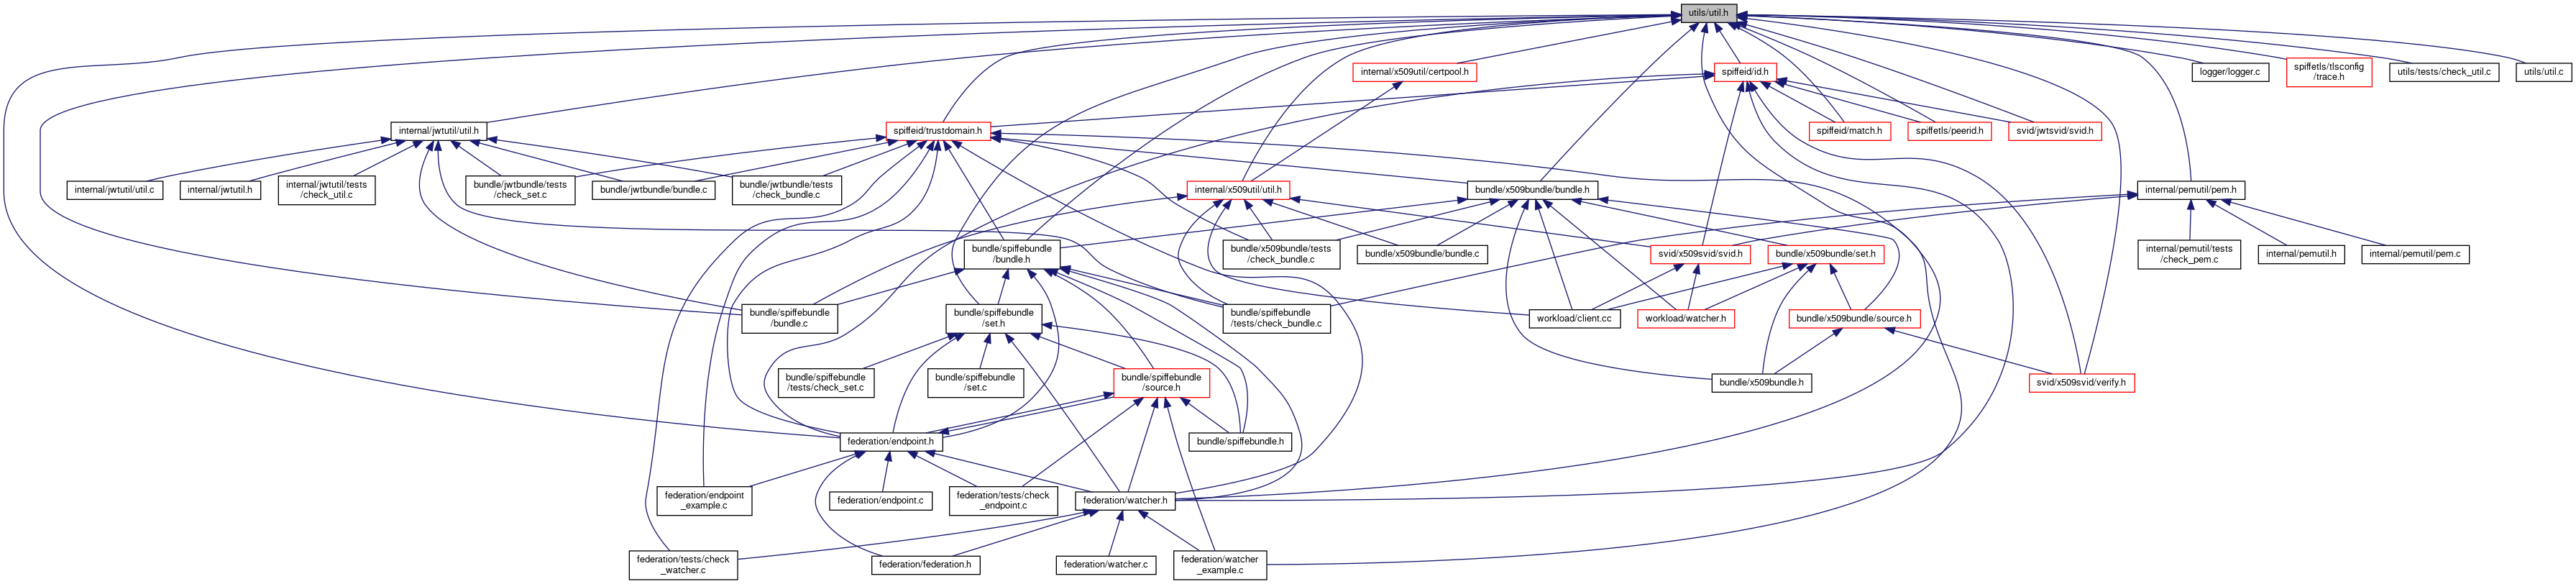 utils/util.h
internal/x509util/certpool.h
spiffeid/id.h
logger/logger.c
spiffetls/tlsconfig
/trace.h
utils/tests/check_util.c
utils/util.c
internal/jwtutil/util.h
spiffeid/trustdomain.h
spiffeid/match.h
spiffetls/peerid.h
svid/jwtsvid/svid.h
internal/jwtutil/util.c
internal/jwtutil.h
internal/jwtutil/tests
/check_util.c
bundle/jwtbundle/tests
/check_set.c
bundle/jwtbundle/bundle.c
bundle/jwtbundle/tests
/check_bundle.c
internal/x509util/util.h
bundle/x509bundle/bundle.h
internal/pemutil/pem.h
bundle/spiffebundle
/bundle.h
bundle/x509bundle/tests
/check_bundle.c
bundle/x509bundle/bundle.c
svid/x509svid/svid.h
bundle/x509bundle/set.h
internal/pemutil/tests
/check_pem.c
internal/pemutil.h
internal/pemutil/pem.c
bundle/spiffebundle
/bundle.c
bundle/spiffebundle
/set.h
bundle/spiffebundle
/tests/check_bundle.c
workload/client.cc
workload/watcher.h
bundle/x509bundle/source.h
bundle/spiffebundle
/tests/check_set.c
bundle/spiffebundle
/set.c
bundle/spiffebundle
/source.h
bundle/x509bundle.h
svid/x509svid/verify.h
federation/endpoint.h
bundle/spiffebundle.h
federation/endpoint
_example.c
federation/endpoint.c
federation/tests/check
_endpoint.c
federation/watcher.h
federation/tests/check
_watcher.c
federation/federation.h
federation/watcher.c
federation/watcher
_example.c